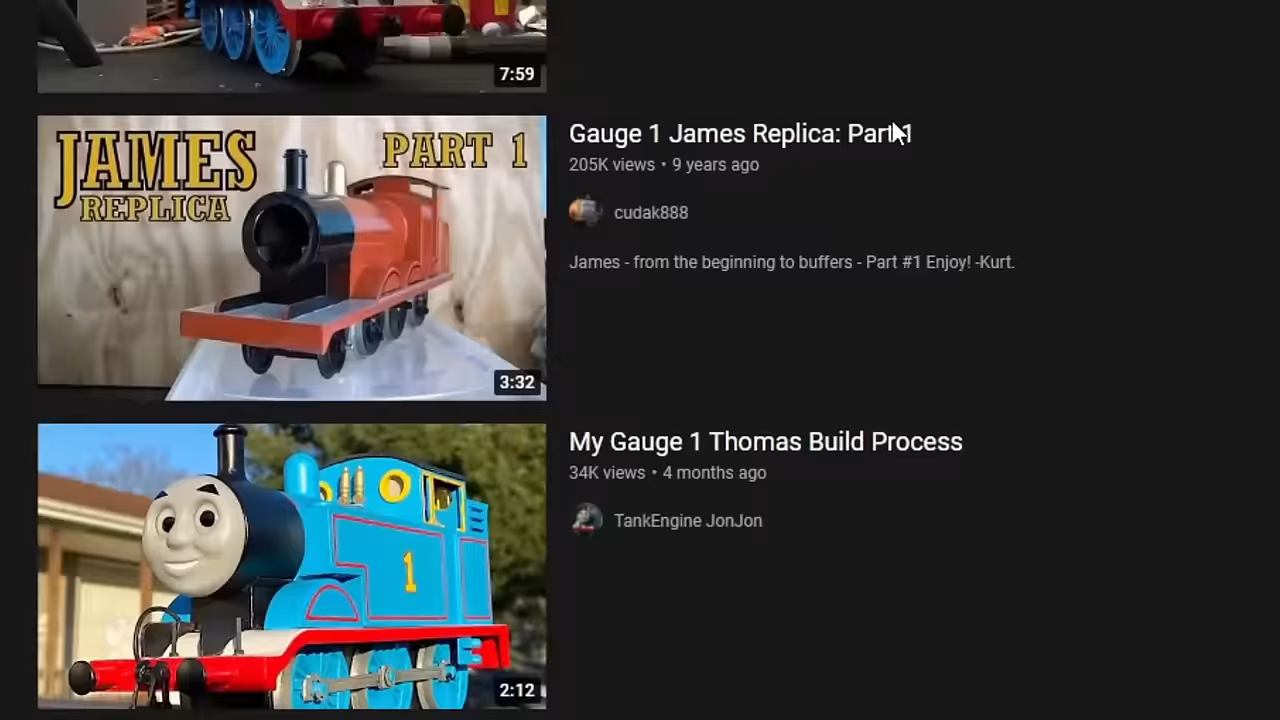 7:59
JAMES
REPLICA
PART 1
3:32
Gauge 1 James Replica: Part 1
205K views • 9 years ago
cudak888
James - from the beginning to buffers - Part #1 Enjoy! -Kurt.
1
2:12
My Gauge 1 Thomas Build Process
34K views • 4 months ago
TankEngine JonJon